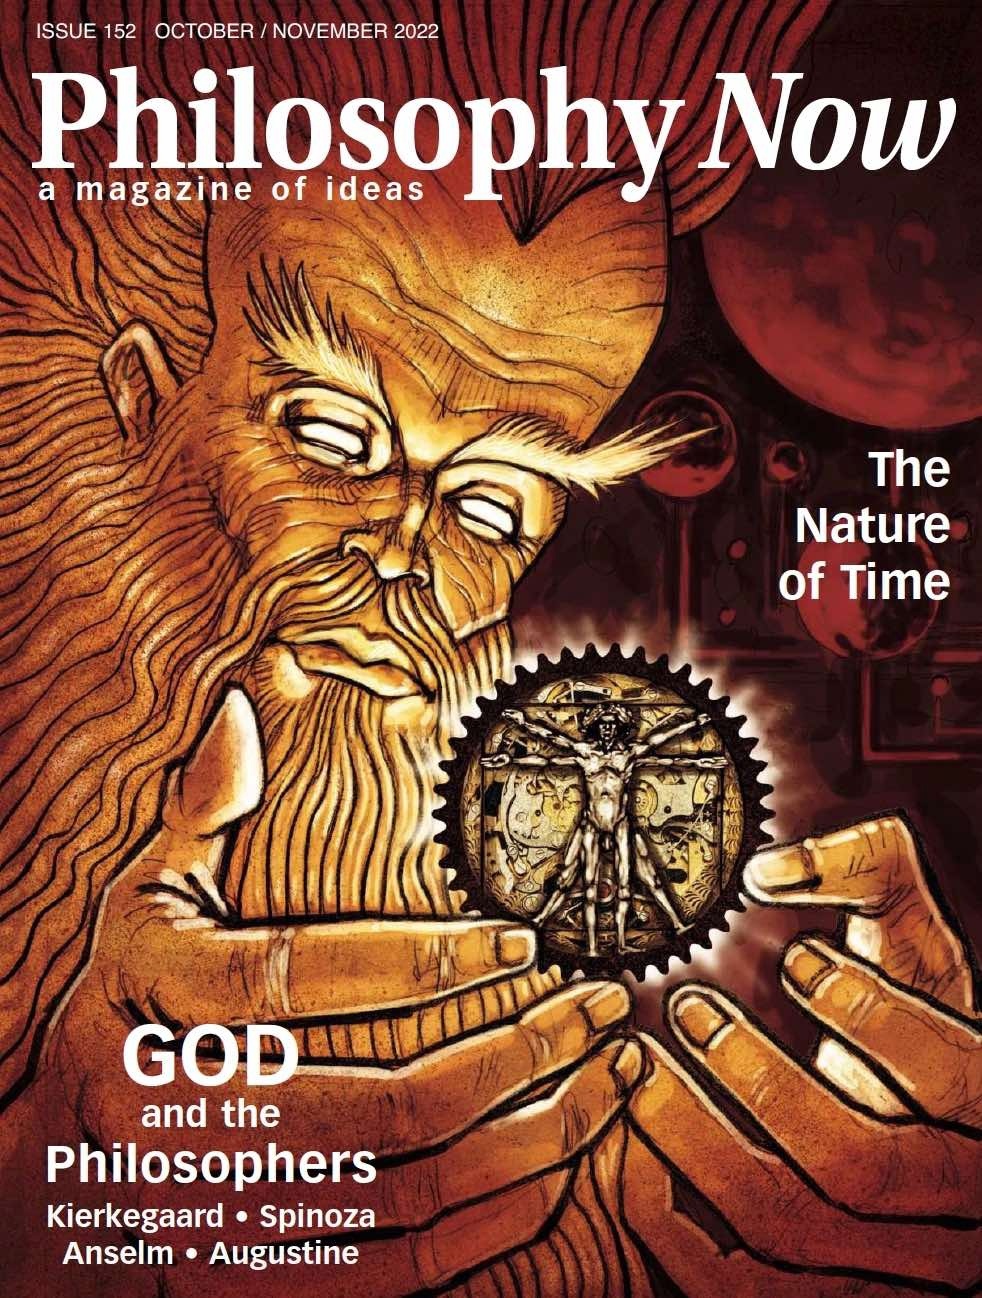 ISSUE 152 OCTOBER / NOVEMBER 2022
Philosophy Now
a magazine of ideas
The
Nature
of Time
GOD
and the
Philosophers
Kierkegaard • Spinoza
Anselm • Augustine